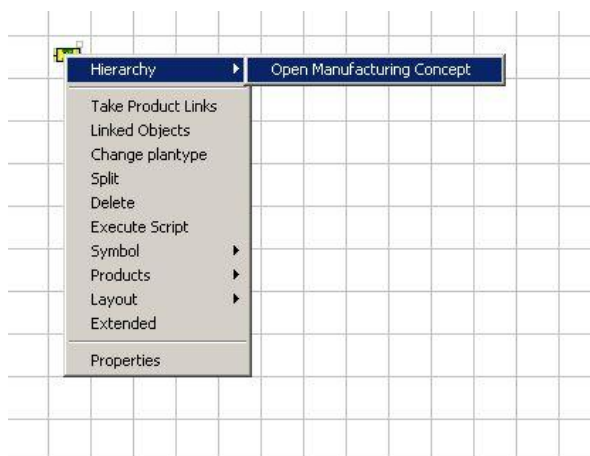 Hierarchy
Open Manufacturing Concept
Take Product Links
Linked Objects
Change plantype
Split
Delete
Execute Script
Symbol
Products
Layout
Extended
Properties